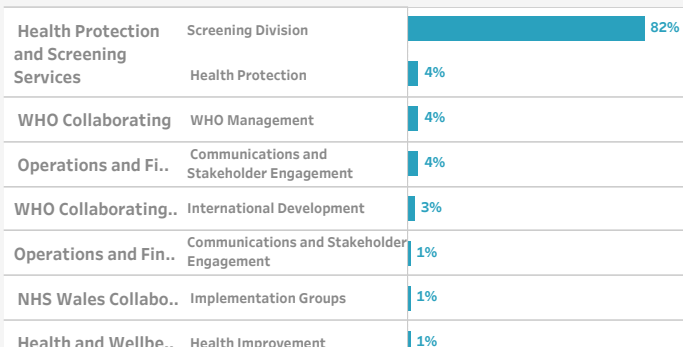 Health Protection
and Screening
Services
Screening Division
82%
Health Protection
4%
WHO Collaborating
WHO Management
4%
Operations and Fi..
Communications and
Stakeholder Engagement
4%
WHO Collaborating..
International Development
3%
Operations and Fin..
Communications and Stakeholder
Engagement
1%
NHS Wales Collabo..
Implementation Groups
1%
Health and Wellbe..
Health Improvement
1%